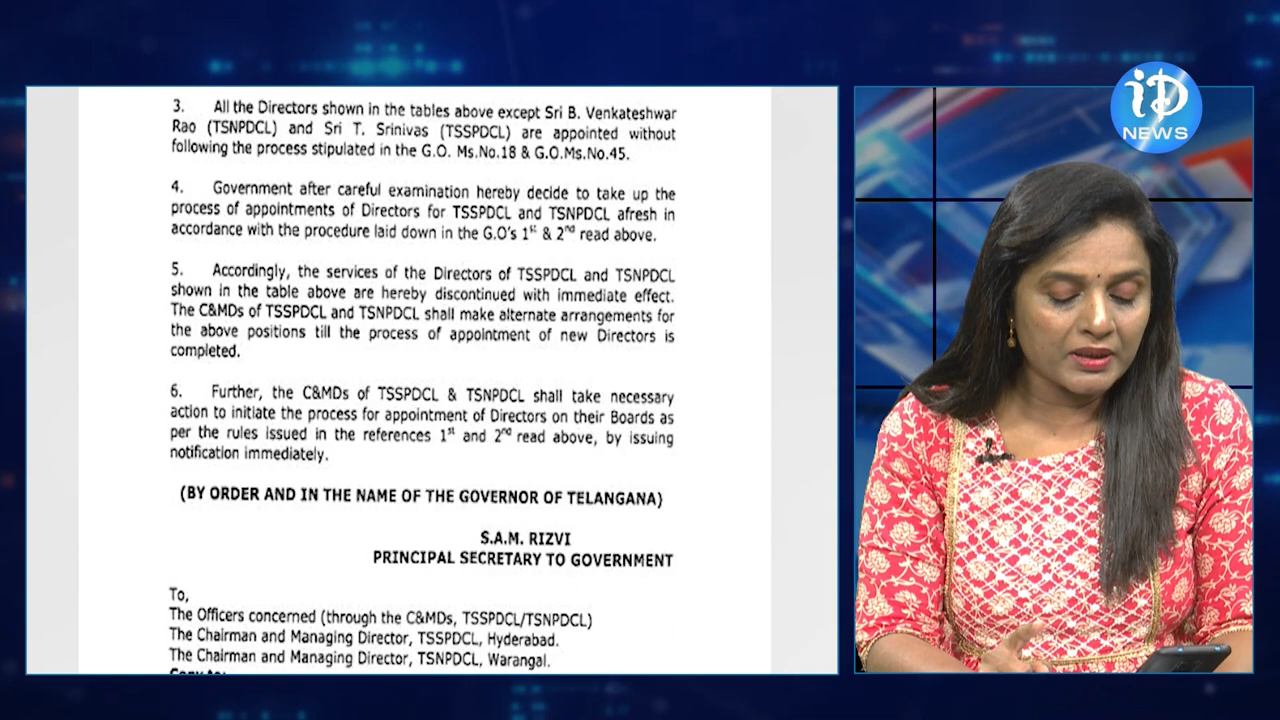 3. All the Directors shown in the tables above except Sri B. Venkateshwar
Rao (TSNPDCL) and Sri T. Srinivas (TSSPDCL) are appointed without
following the process stipulated in the G.O. Ms.No.18 & G.O.Ms.No.45.
4. Government after careful examination hereby decide to take up the
process of appointments of Directors for TSSPDCL and TSNPDCL afresh in
accordance with the procedure laid down in the G.O's 1st & 2nd read above.
5. Accordingly, the services of the Directors of TSSPDCL and TSNPDCL
shown in the table above are hereby discontinued with immediate effect.
The C&MDs of TSSPDCL and TSNPDCL shall make alternate arrangements for
the above positions till the process of appointment of new Directors is
completed.
6. Further, the C&MDs of TSSPDCL & TSNPDCL shall take necessary
action to initiate the process for appointment of Directors on their Boards as
per the rules issued in the references 1st and 2nd read above, by issuing
notification immediately.
(BY ORDER AND IN THE NAME OF THE GOVERNOR OF TELANGANA)
S.A.M. RIZVI
PRINCIPAL SECRETARY TO GOVERNMENT
To,
The Officers concerned (through the C&MDs, TSSPDCL/TSNPDCL)
The Chairman and Managing Director, TSSPDCL, Hyderabad.
The Chairman and Managing Director, TSNPDCL, Warangal.
Copy to:
iD
NEWS